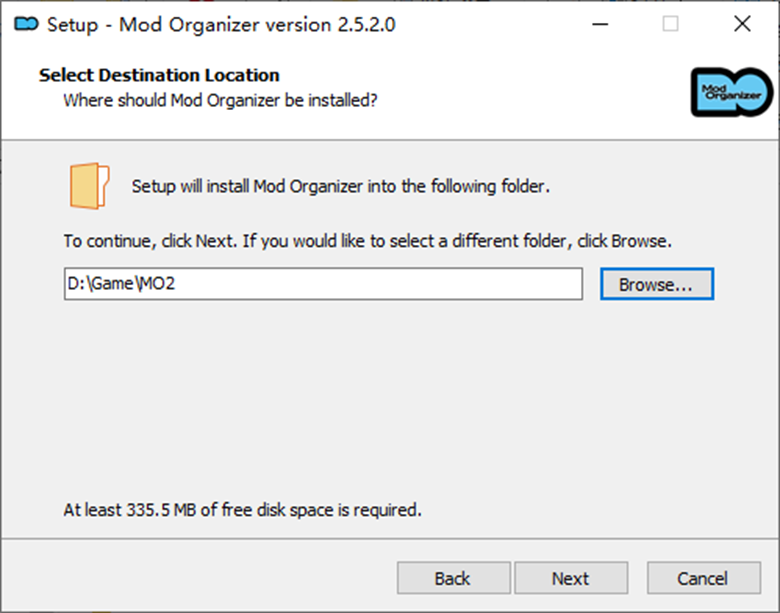 Setup - Mod Organizer version 2.5.2.0
Select Destination Location
Where should Mod Organizer be installed?
Mod
Organizer
Setup will install Mod Organizer into the following folder.
To continue, click Next. If you would like to select a different folder, click Browse.
D:\Game\MO2
Browse...
At least 335.5 MB of free disk space is required.
Back
Next
Cancel